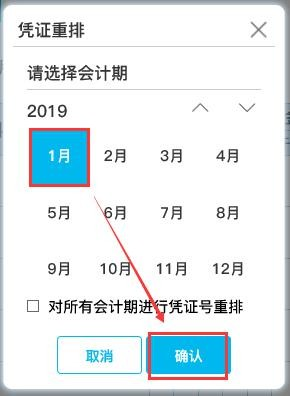 凭证重排
请选择会计期
2019
1月 2月 3月 4月
5月 6月 7月 8月
9月 10月 11月 12月
对所有会计期进行凭证号重排
取消 确认